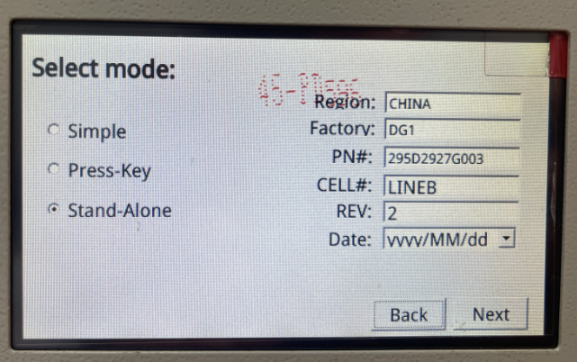 Select mode:
Simple
Press-Key
Stand-Alone
Region: CHINA
Factory: DG1
PN#: 295D2927G003
CELL#: LINEB
REV: 2
Date: yyyy/MM/dd
Back
Next